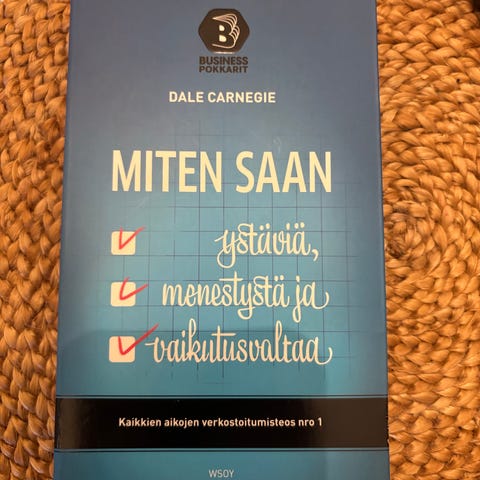 B
BUSINESS
POKKARIT
DALE CARNEGIE
MITEN SAAN
ystäviä,
menestystä ja
vaikutusvaltaa
Kaikkien aikojen verkostoitumisteos nro 1
WSOY